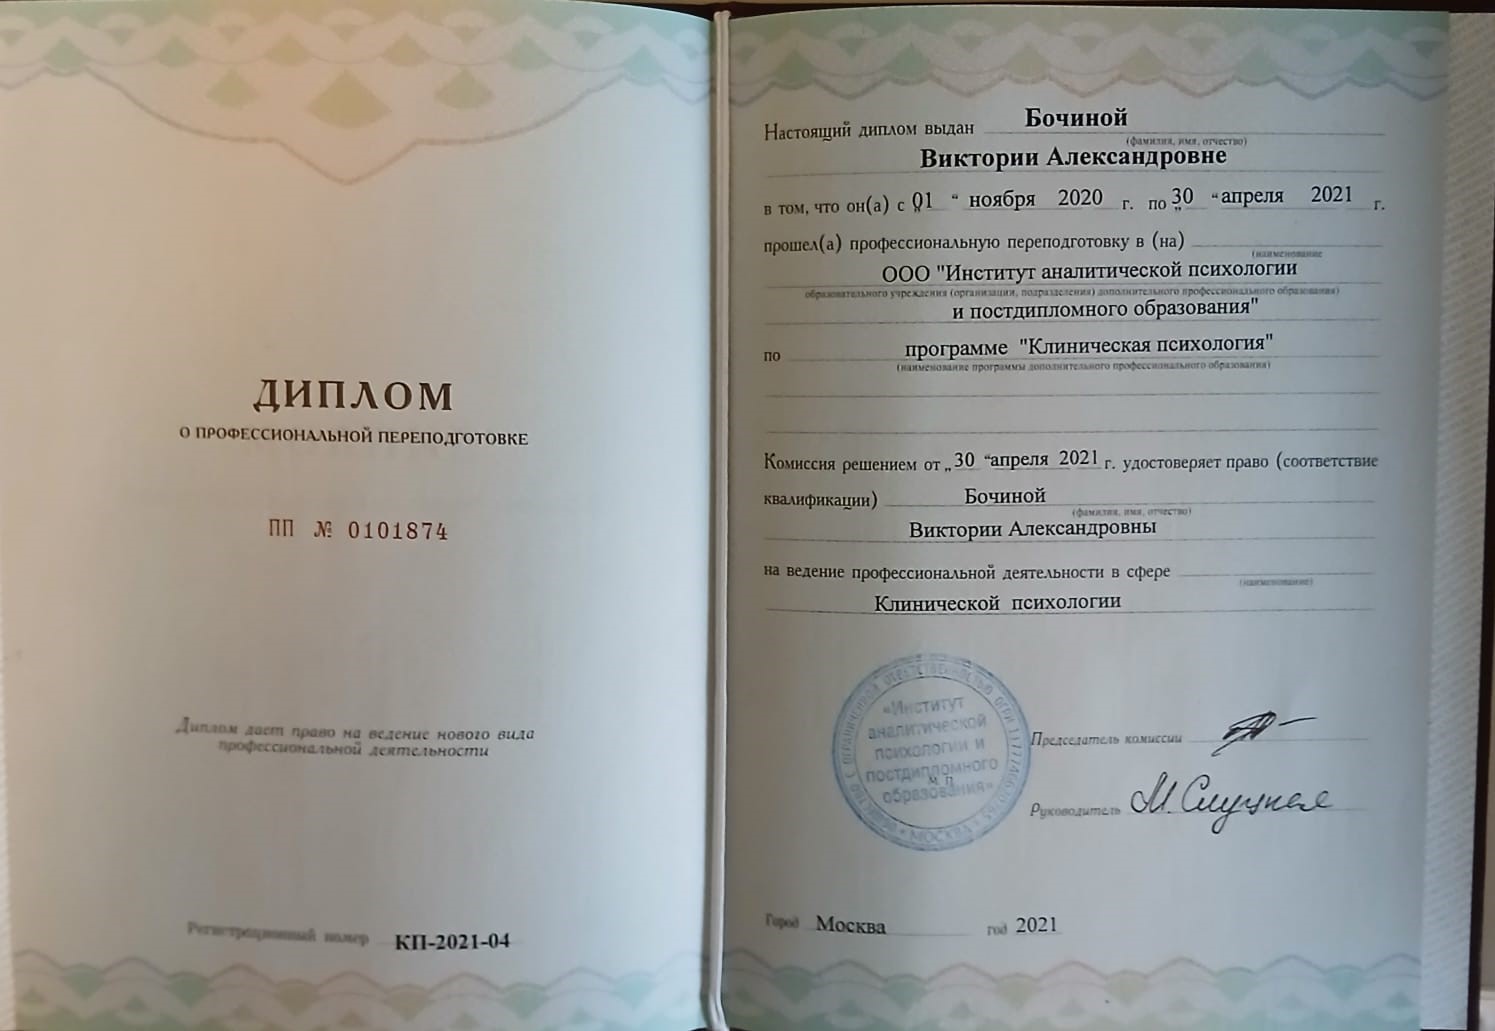 ДИПЛОМ
О ПРОФЕССИОНАЛЬНОЙ ПЕРЕПОДГОТОВКЕ
ПП № 0101874
Диплом дает право на ведение нового вида
профессиональной деятельности
Регистрационный номер КП-2021-04
Настоящий диплом выдан Бочиной
(фамилия, имя, отчество)
Виктории Александровне
в том, что он(а) с „01 “ ноября 2020 г. по „30 “ апреля 2021 г.
прошел(а) профессиональную переподготовку в (на)
(наименование
ООО "Институт аналитической психологии
образовательного учреждения (организации, подразделения) дополнительного профессионального образования)
и постдипломного образования"
по программе "Клиническая психология"
(наименование программы дополнительного профессионального образования)
Комиссия решением от „30 “ апреля 2021 г. удостоверяет право (соответствие
квалификации) Бочиной
(фамилия, имя, отчество)
Виктории Александровны
на ведение профессиональной деятельности в сфере
(наименование)
Клинической психологии
«Институт
аналитической
психологии и
постдипломного
образования»
М. П.
С ОГРАНИЧЕННОЙ ОТВЕТСТВЕННОСТЬЮ ОГРН
МОСКВА
Председатель комиссии
Руководитель М. Слуцкая
Город Москва год 2021